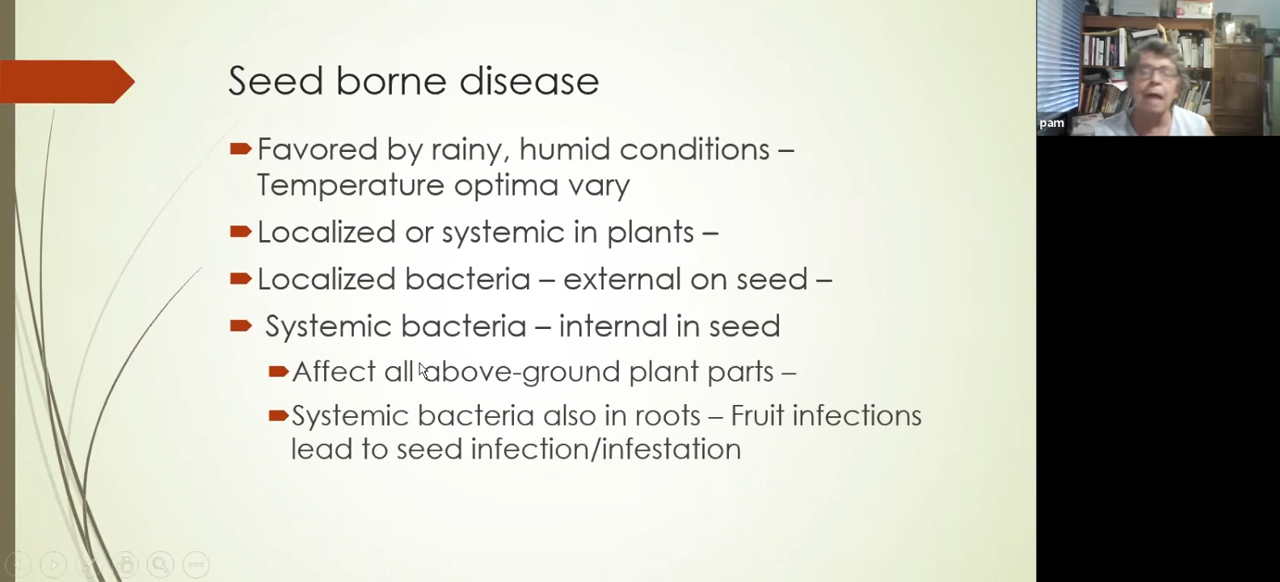 Seed borne disease
Favored by rainy, humid conditions –
Temperature optima vary
Localized or systemic in plants –
Localized bacteria – external on seed –
Systemic bacteria – internal in seed
Affect all above-ground plant parts –
Systemic bacteria also in roots – Fruit infections
lead to seed infection/infestation
pam